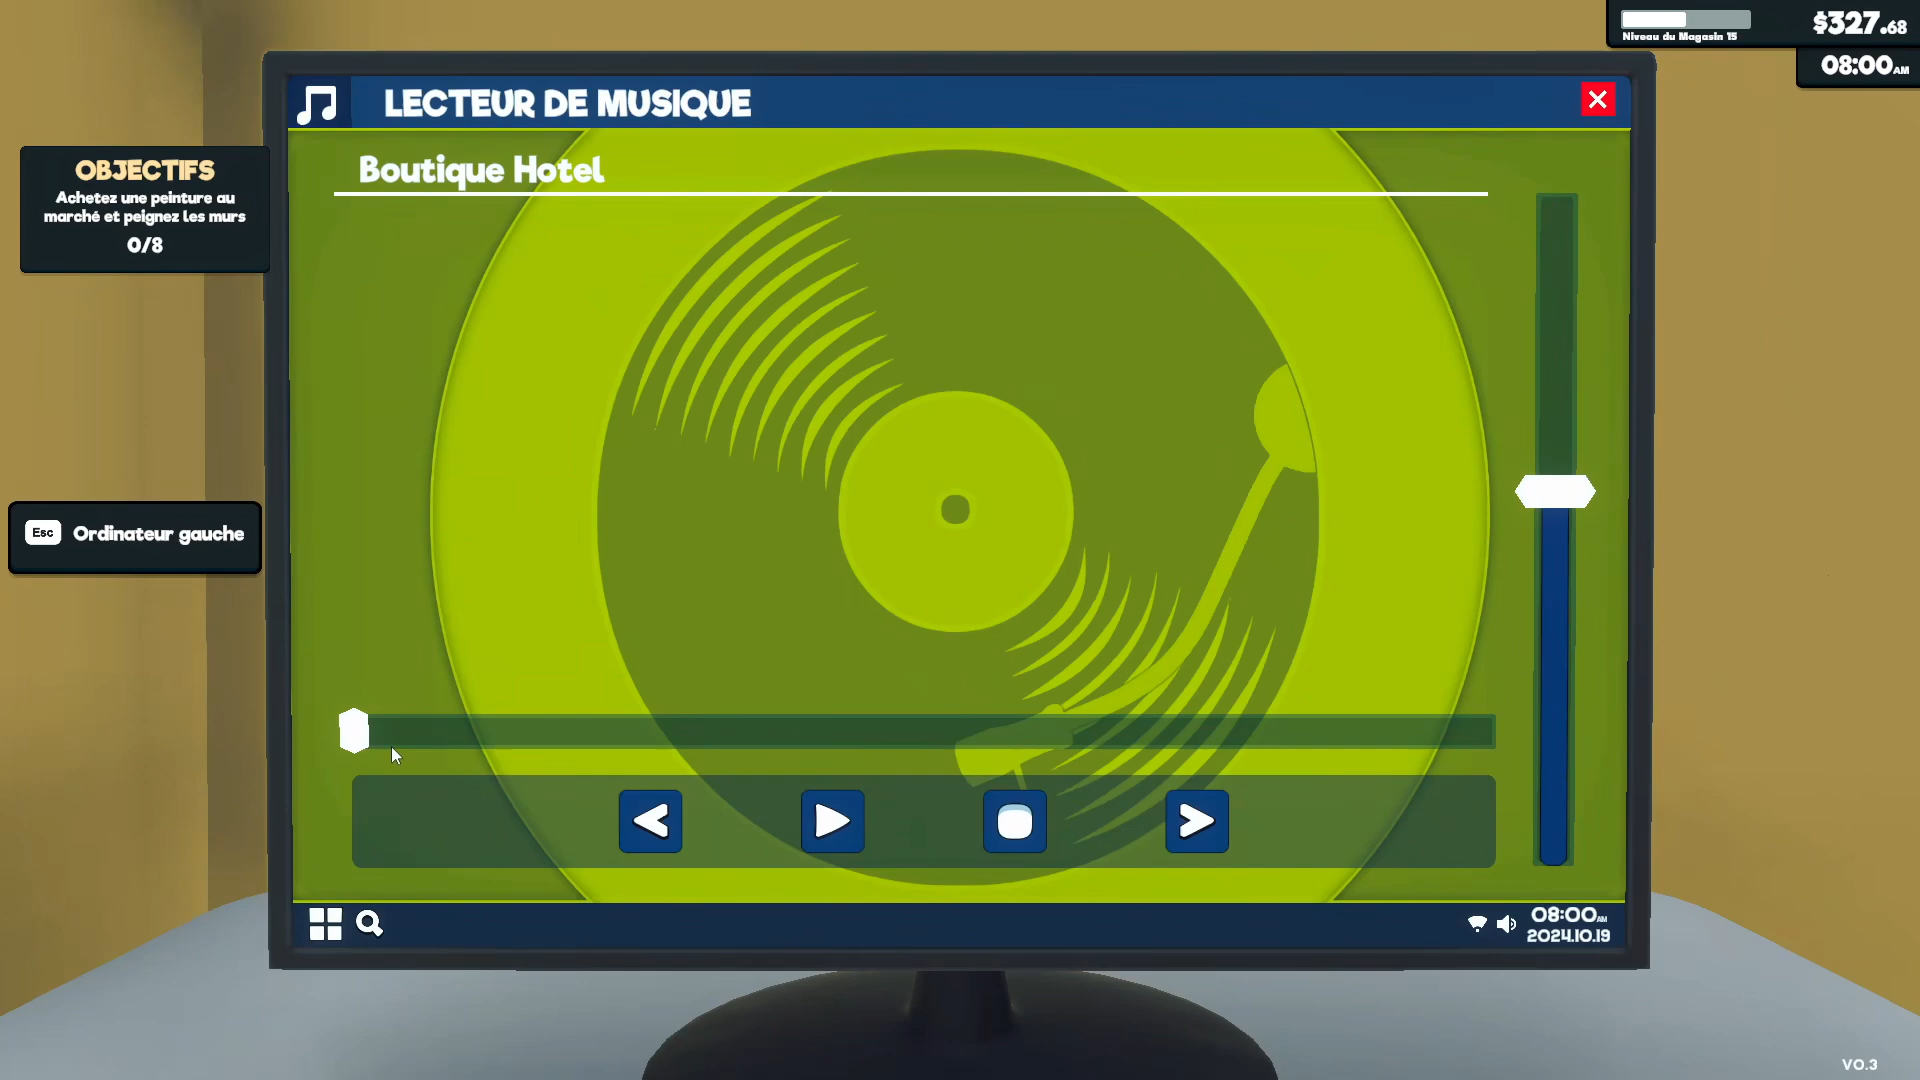 $327.68
Niveau du Magasin 15
08:00AM
LECTEUR DE MUSIQUE
Boutique Hotel
OBJECTIFS
Achetez une peinture au
marché et peignez les murs
0/8
Esc Ordinateur gauche
08:00AM
2024.10.19
V0.3